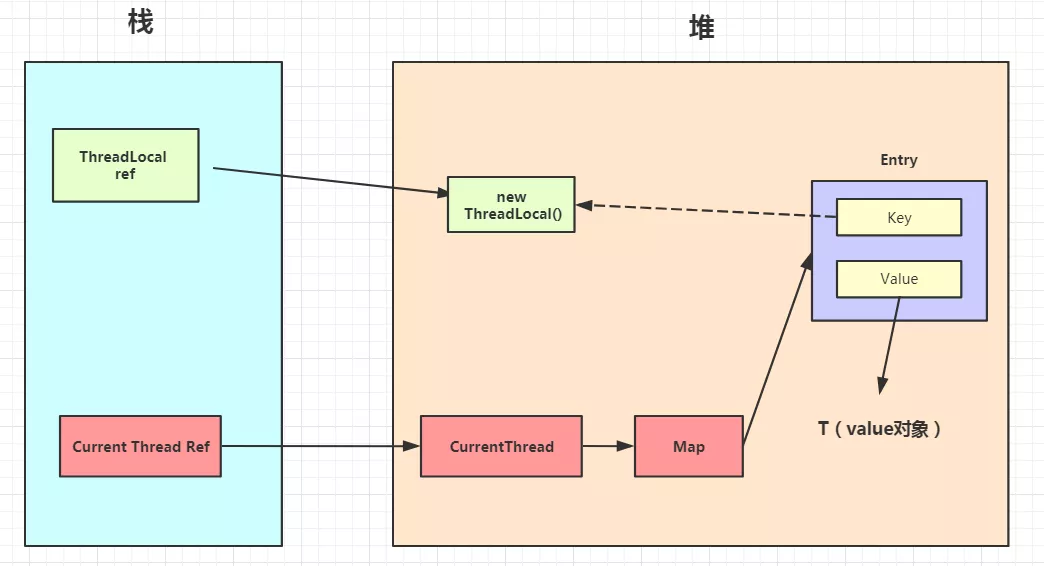 栈
堆
ThreadLocal
ref
new
ThreadLocal()
Entry
Key
Value
T（value对象）
Current Thread Ref
CurrentThread
Map